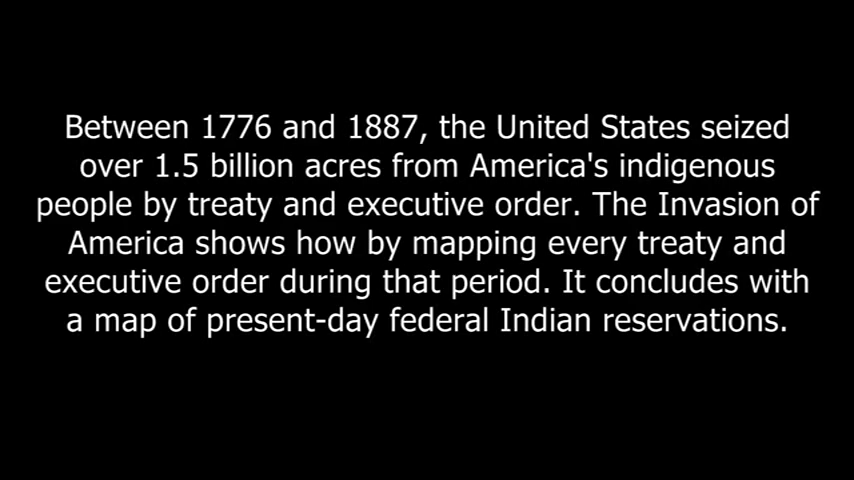 Between 1776 and 1887, the United States seized
over 1.5 billion acres from America's indigenous
people by treaty and executive order. The Invasion of
America shows how by mapping every treaty and
executive order during that period. It concludes with
a map of present-day federal Indian reservations.